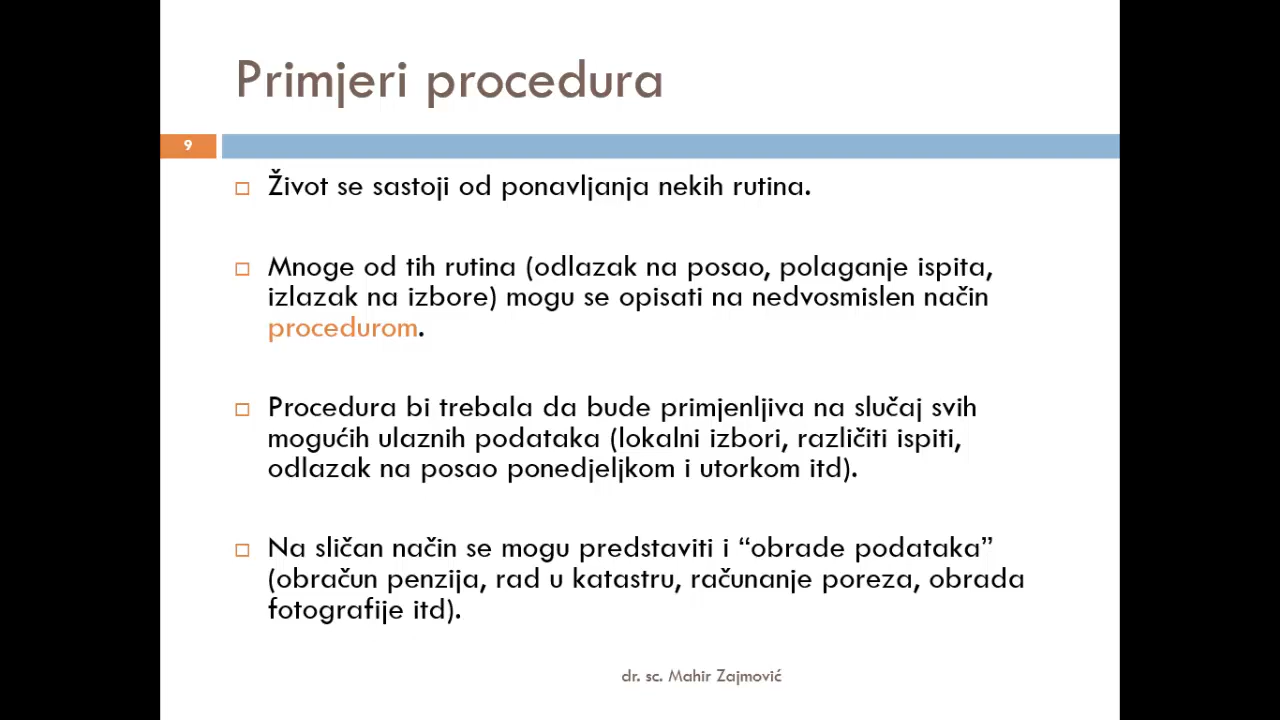 Primjeri procedura
9
Život se sastoji od ponavljanja nekih rutina.
Mnoge od tih rutina (odlazak na posao, polaganje ispita,
izlazak na izbore) mogu se opisati na nedvosmislen način
procedurom.
Procedura bi trebala da bude primjenljiva na slučaj svih
mogućih ulaznih podataka (lokalni izbori, različiti ispiti,
odlazak na posao ponedjeljkom i utorkom itd).
Na sličan način se mogu predstaviti i “obrade podataka”
(obračun penzija, rad u katastru, računanje poreza, obrada
fotografije itd).
dr. sc. Mahir Zajmović